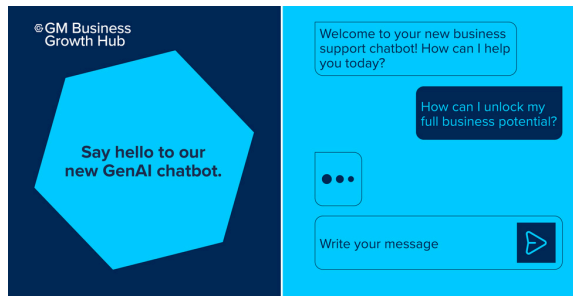 GM Business
Growth Hub
Say hello to our
new GenAI chatbot.
Welcome to your new business
support chatbot! How can I help
you today?
How can I unlock my
full business potential?
Write your message